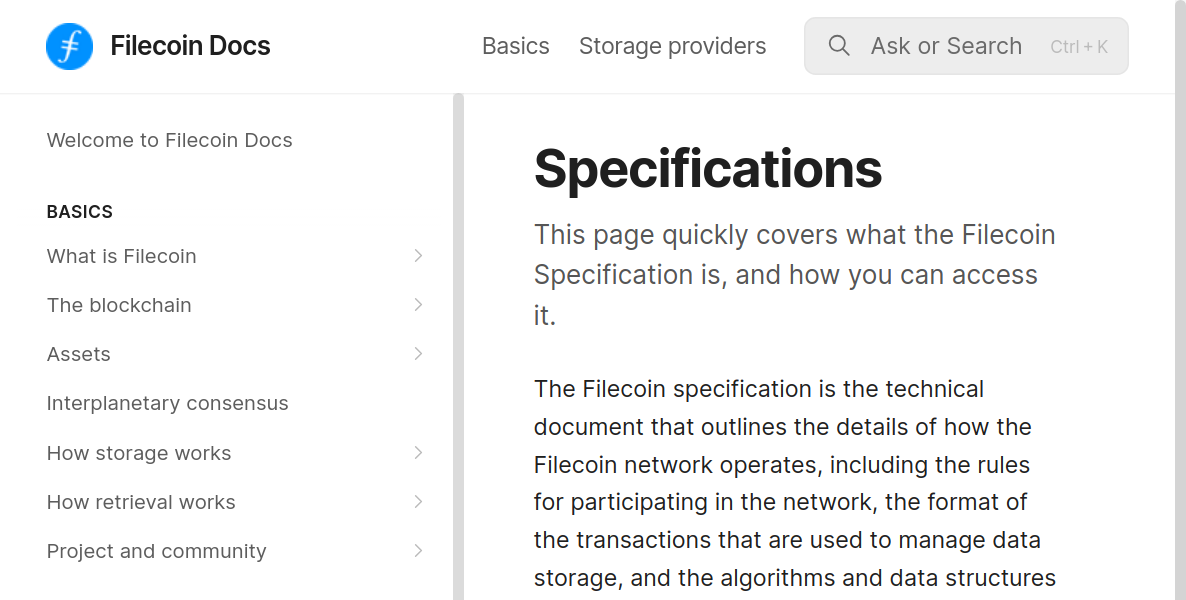 Filecoin Docs
Basics
Storage providers
Ask or Search
Ctrl + K
Welcome to Filecoin Docs
BASICS
What is Filecoin
The blockchain
Assets
Interplanetary consensus
How storage works
How retrieval works
Project and community
Specifications
This page quickly covers what the Filecoin
Specification is, and how you can access
it.
The Filecoin specification is the technical
document that outlines the details of how the
Filecoin network operates, including the rules
for participating in the network, the format of
the transactions that are used to manage data
storage, and the algorithms and data structures